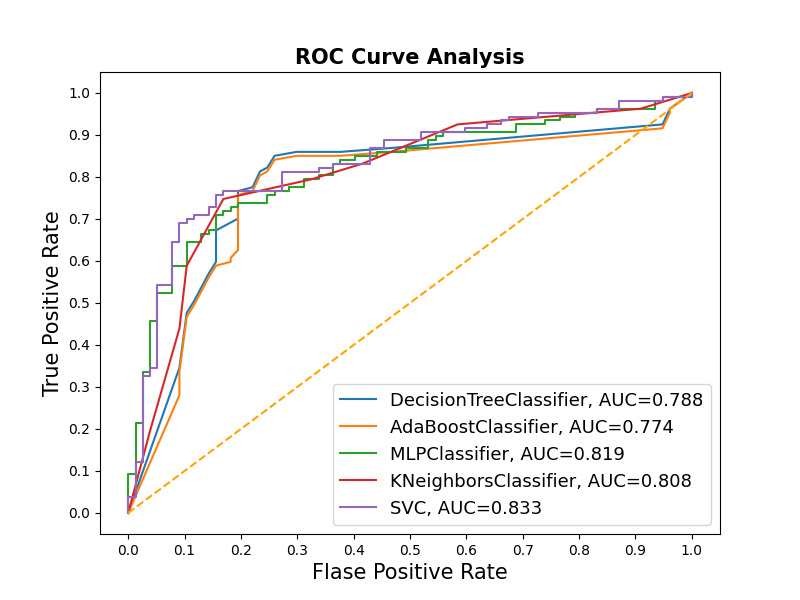 ROC Curve Analysis
True Positive Rate
1.0
0.9
0.8
0.7
0.6
0.5
0.4
0.3
0.2
0.1
0.0
DecisionTreeClassifier, AUC=0.788
AdaBoostClassifier, AUC=0.774
MLPClassifier, AUC=0.819
KNeighborsClassifier, AUC=0.808
SVC, AUC=0.833
0.0 0.1 0.2 0.3 0.4 0.5 0.6 0.7 0.8 0.9 1.0
Flase Positive Rate